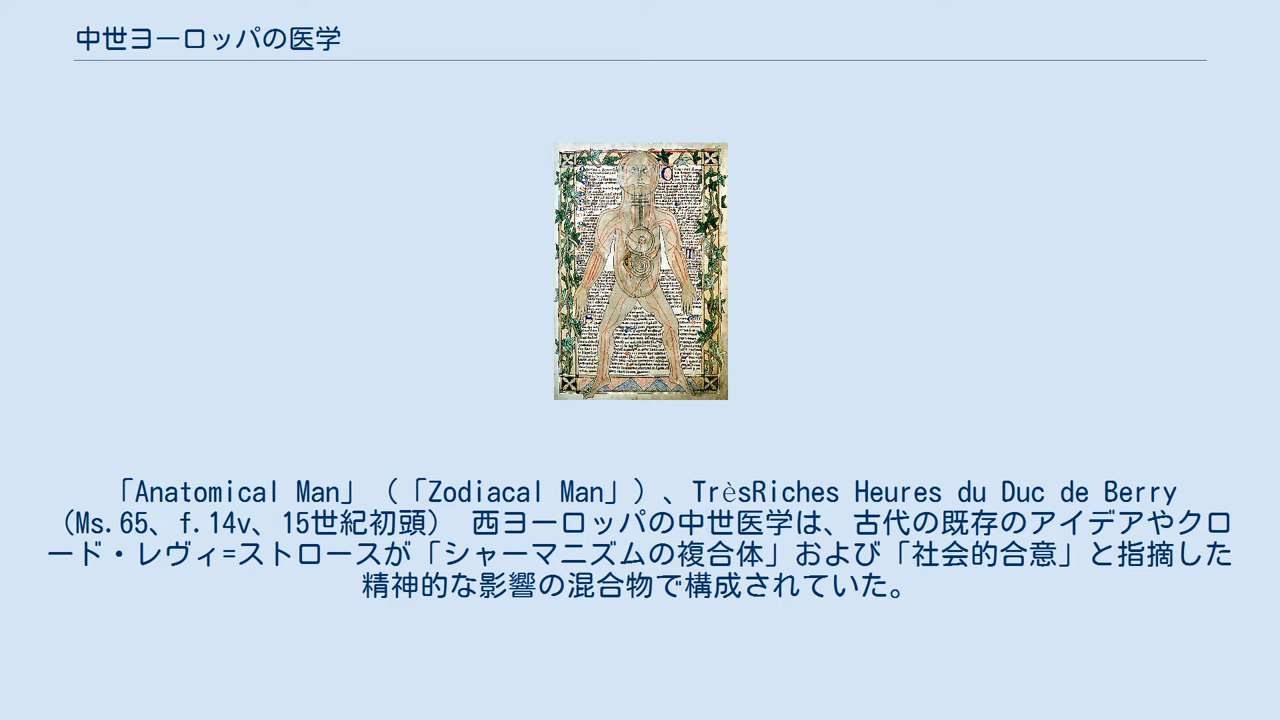 中世ヨーロッパの医学
「Anatomical Man」（「Zodiacal Man」）、TrèsRiches Heures du Duc de Berry
（Ms.65、f.14v、15世紀初頭） 西ヨーロッパの中世医学は、古代の既存のアイデアやクロ
ード・レヴィ=ストロースが「シャーマニズムの複合体」および「社会的合意」と指摘した
精神的な影響の混合物で構成されていた。